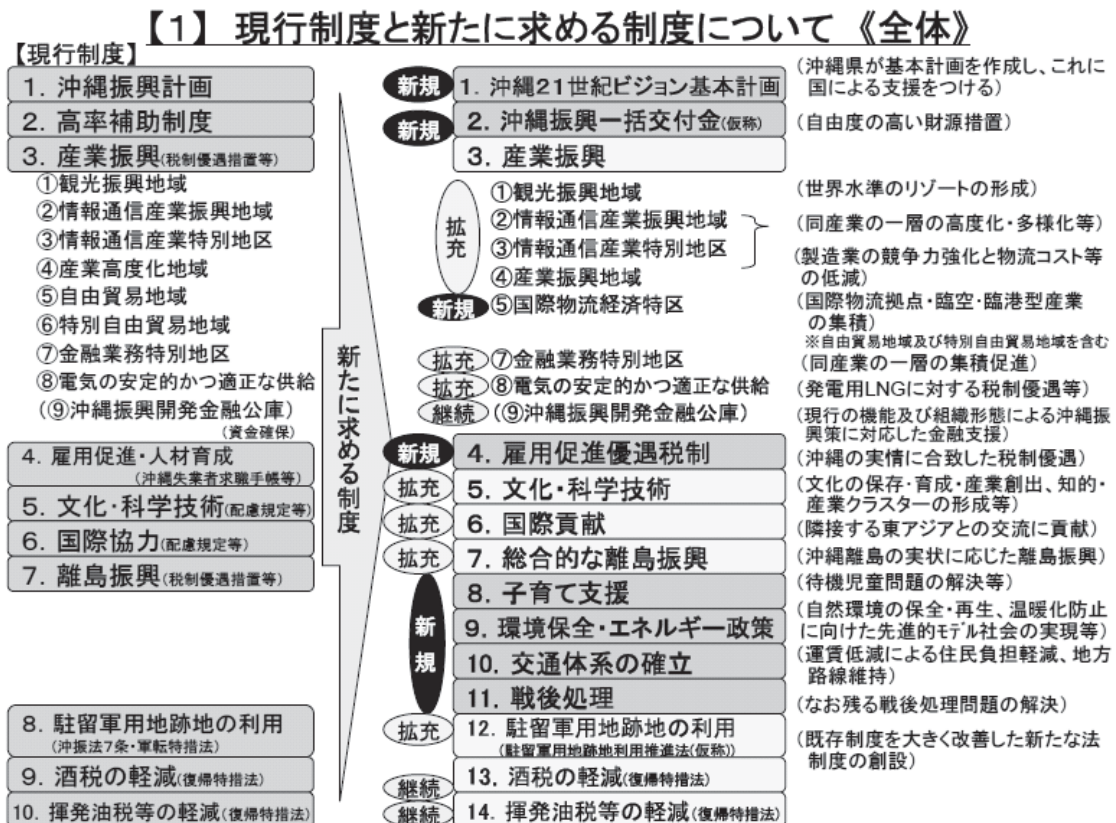 【1】 現行制度と新たに求める制度について 《全体》
【現行制度】
1. 沖縄振興計画
2. 高率補助制度
3. 産業振興(税制優遇措置等)
①観光振興地域
②情報通信産業振興地域
③情報通信産業特別地区
④産業高度化地域
⑤自由貿易地域
⑥特別自由貿易地域
⑦金融業務特別地区
⑧電気の安定的かつ適正な供給
(⑨沖縄振興開発金融公庫)
(資金確保)
4. 雇用促進・人材育成
(沖縄失業者求職手帳等)
5. 文化・科学技術(配慮規定等)
6. 国際協力(配慮規定等)
7. 離島振興(税制優遇措置等)
8. 駐留軍用地跡地の利用
(沖振法7条・軍転特措法)
9. 酒税の軽減(復帰特措法)
10. 揮発油税等の軽減(復帰特措法)
新たに求める制度
新規 1. 沖縄21世紀ビジョン基本計画
(沖縄県が基本計画を作成し、これに
国による支援をつける)
新規 2. 沖縄振興一括交付金(仮称)
(自由度の高い財源措置)
3. 産業振興
拡充
①観光振興地域
(世界水準のリゾートの形成)
②情報通信産業振興地域
③情報通信産業特別地区
(同産業の一層の高度化・多様化等)
④産業振興地域
(製造業の競争力強化と物流コスト等
の低減)
新規 ⑤国際物流経済特区
(国際物流拠点・臨空・臨港型産業
の集積)
※自由貿易地域及び特別自由貿易地域を含む
拡充 ⑦金融業務特別地区
(同産業の一層の集積促進)
拡充 ⑧電気の安定的かつ適正な供給
(発電用LNGに対する税制優遇等)
継続 (⑨沖縄振興開発金融公庫)
(現行の機能及び組織形態による沖縄振
興策に対応した金融支援)
新規 4. 雇用促進優遇税制
(沖縄の実情に合致した税制優遇)
拡充 5. 文化・科学技術
(文化の保存・育成・産業創出、知的・
産業クラスターの形成等)
拡充 6. 国際貢献
(隣接する東アジアとの交流に貢献)
拡充 7. 総合的な離島振興
(沖縄離島の実状に応じた離島振興)
新規
8. 子育て支援
(待機児童問題の解決等)
9. 環境保全・エネルギー政策
(自然環境の保全・再生、温暖化防止
に向けた先進的モデル社会の実現等)
10. 交通体系の確立
(運賃低減による住民負担軽減、地方
路線維持)
11. 戦後処理
(なお残る戦後処理問題の解決)
拡充 12. 駐留軍用地跡地の利用
(駐留軍用地跡地利用推進法(仮称))
(既存制度を大きく改善した新たな法
制度の創設)
継続 13. 酒税の軽減(復帰特措法)
継続 14. 揮発油税等の軽減(復帰特措法)